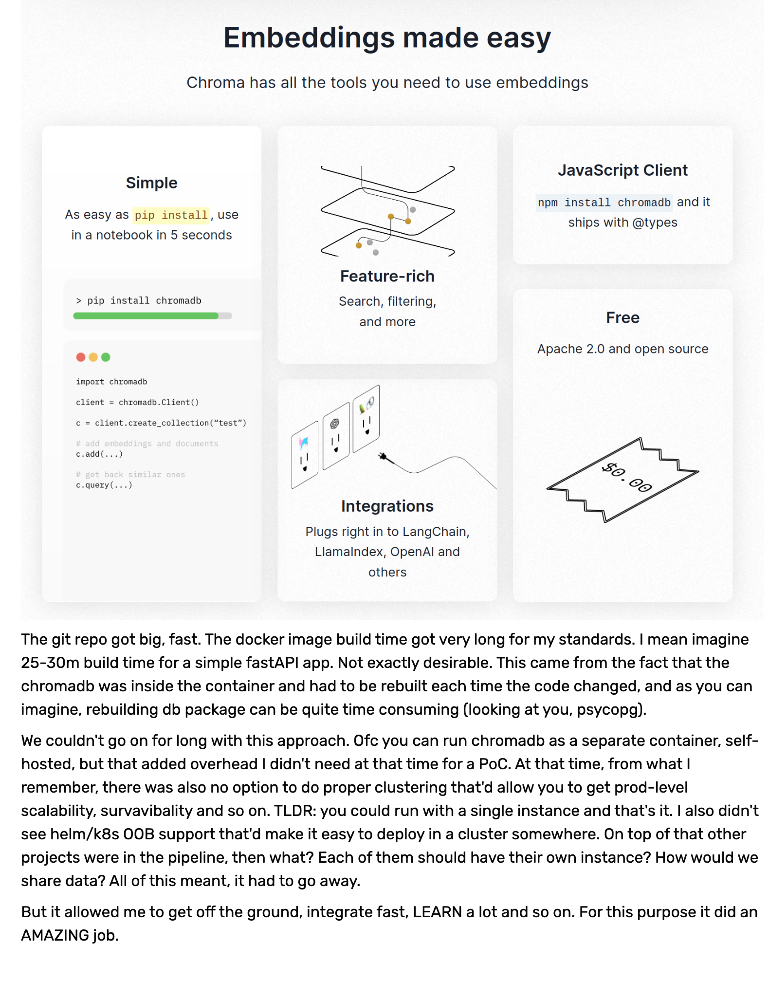 Embeddings made easy
Chroma has all the tools you need to use embeddings
Simple
As easy as pip install, use
in a notebook in 5 seconds
> pip install chromadb
import chromadb
client = chromadb.Client()
c = client.create_collection(“test”)
# add embeddings and documents
c.add(...)
# get back similar ones
c.query(...)
Feature-rich
Search, filtering,
and more
Integrations
Plugs right in to LangChain,
LlamaIndex, OpenAI and
others
JavaScript Client
npm install chromadb and it
ships with @types
Free
Apache 2.0 and open source
$0.00
The git repo got big, fast. The docker image build time got very long for my standards. I mean imagine
25-30m build time for a simple fastAPI app. Not exactly desirable. This came from the fact that the
chromadb was inside the container and had to be rebuilt each time the code changed, and as you can
imagine, rebuilding db package can be quite time consuming (looking at you, psycopg).
We couldn't go on for long with this approach. Ofc you can run chromadb as a separate container, self-
hosted, but that added overhead I didn't need at that time for a PoC. At that time, from what I
remember, there was also no option to do proper clustering that'd allow you to get prod-level
scalability, survavibality and so on. TLDR: you could run with a single instance and that's it. I also didn't
see helm/k8s OOB support that'd make it easy to deploy in a cluster somewhere. On top of that other
projects were in the pipeline, then what? Each of them should have their own instance? How would we
share data? All of this meant, it had to go away.
But it allowed me to get off the ground, integrate fast, LEARN a lot and so on. For this purpose it did an
AMAZING job.